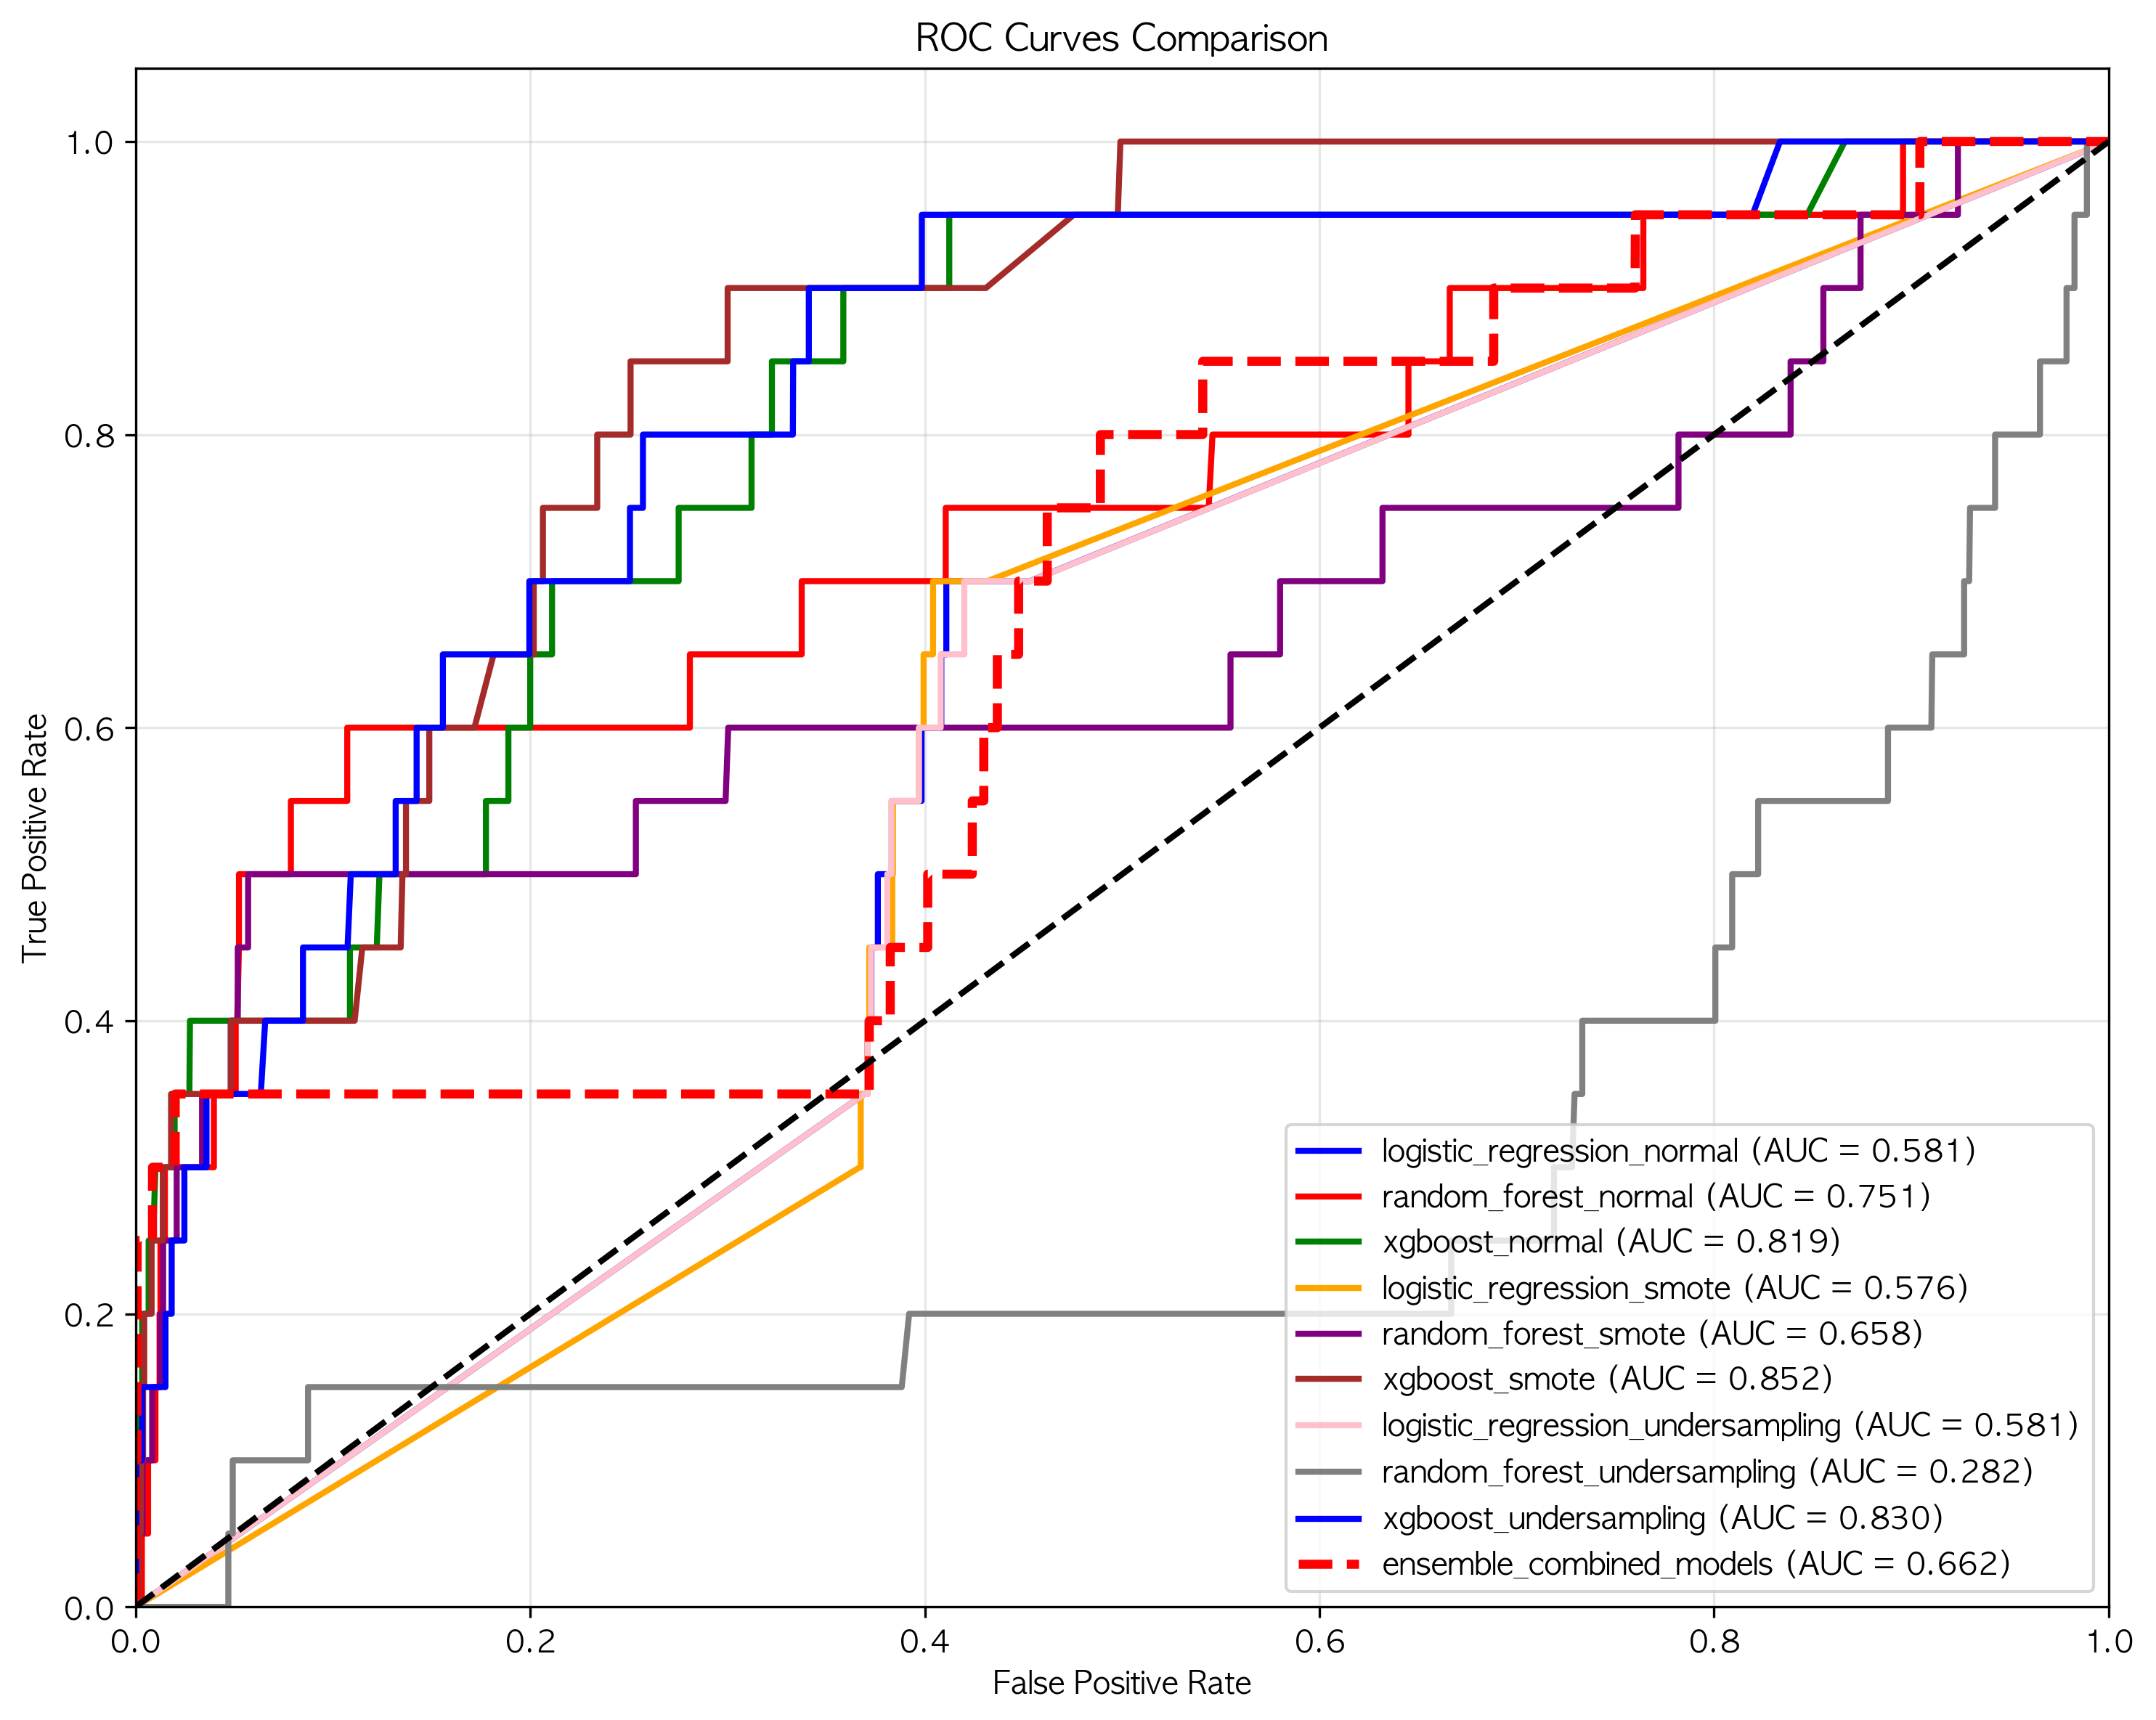 ROC Curves Comparison
True Positive Rate
1.0
0.8
0.6
0.4
0.2
0.0
0.0 0.2 0.4 0.6 0.8 1.0
False Positive Rate
logistic_regression_normal (AUC = 0.581)
random_forest_normal (AUC = 0.751)
xgboost_normal (AUC = 0.819)
logistic_regression_smote (AUC = 0.576)
random_forest_smote (AUC = 0.658)
xgboost_smote (AUC = 0.852)
logistic_regression_undersampling (AUC = 0.581)
random_forest_undersampling (AUC = 0.282)
xgboost_undersampling (AUC = 0.830)
ensemble_combined_models (AUC = 0.662)